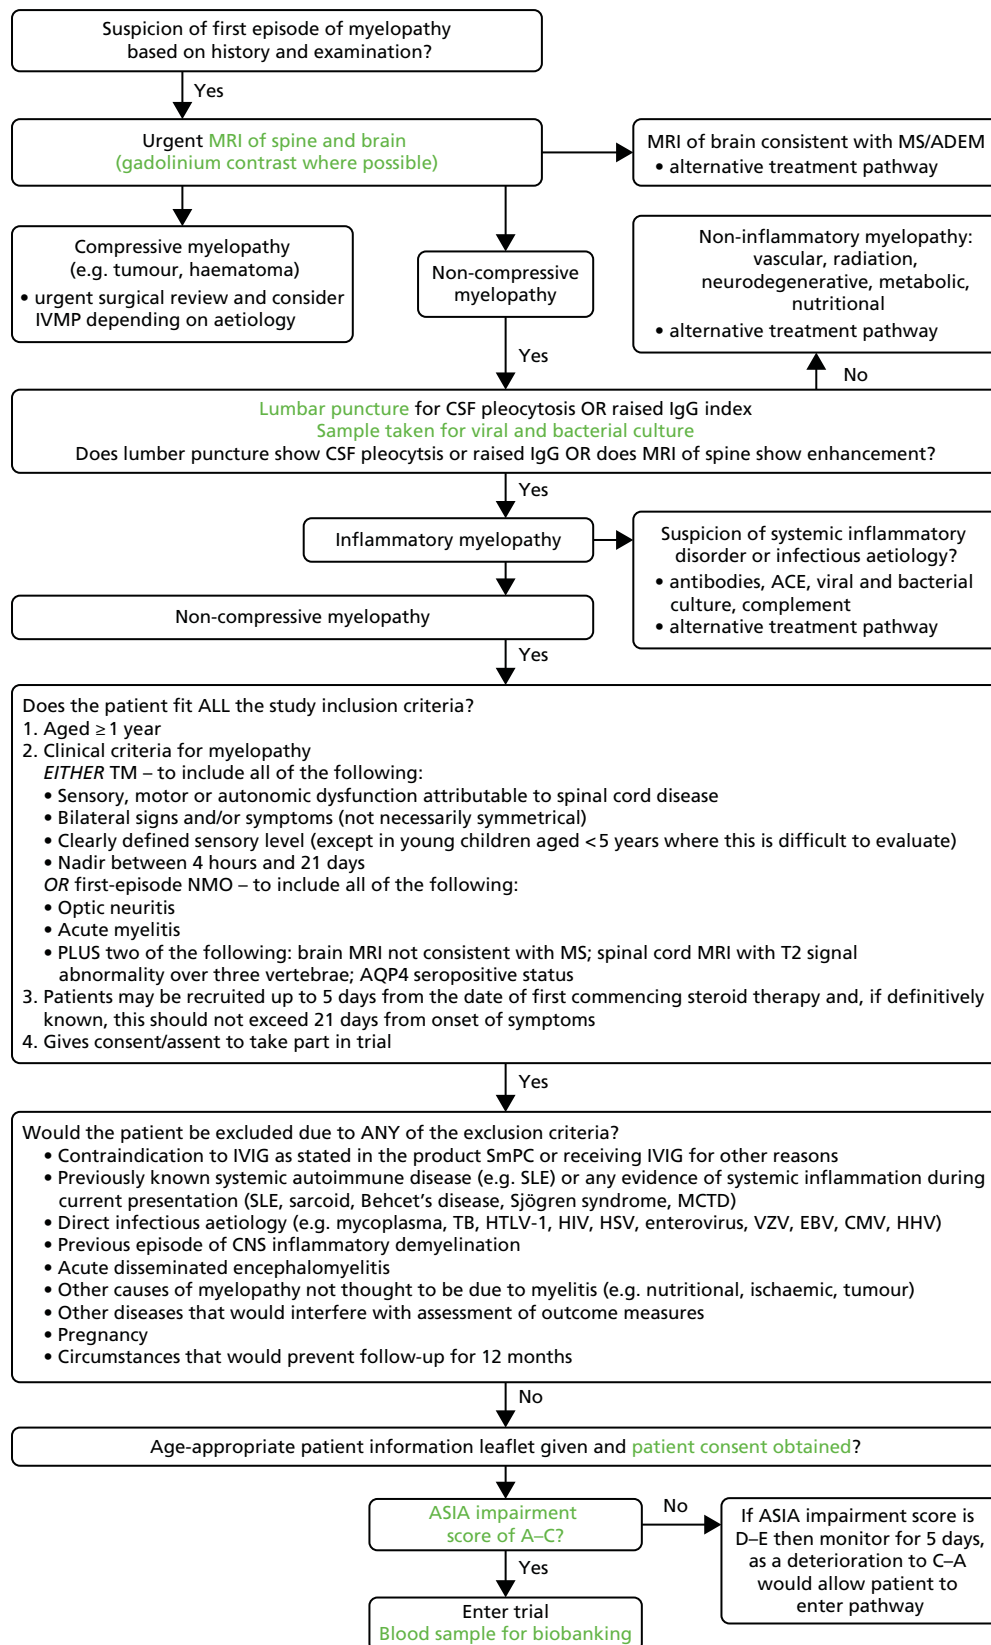 Suspicion of first episode of myelopathy
based on history and examination?
Yes
Urgent MRI of spine and brain
(gadolinium contrast where possible)
MRI of brain consistent with MS/ADEM
• alternative treatment pathway
Compressive myelopathy
(e.g. tumour, haematoma)
• urgent surgical review and consider
IVMP depending on aetiology
Non-compressive
myelopathy
Non-inflammatory myelopathy:
vascular, radiation,
neurodegenerative, metabolic,
nutritional
• alternative treatment pathway
Yes
No
Lumbar puncture for CSF pleocytosis OR raised IgG index
Sample taken for viral and bacterial culture
Does lumber puncture show CSF pleocytsis or raised IgG OR does MRI of spine show enhancement?
Yes
Inflammatory myelopathy
Suspicion of systemic inflammatory
disorder or infectious aetiology?
• antibodies, ACE, viral and bacterial
culture, complement
• alternative treatment pathway
Non-compressive myelopathy
Yes
Does the patient fit ALL the study inclusion criteria?
1. Aged ≥ 1 year
2. Clinical criteria for myelopathy
EITHER TM – to include all of the following:
• Sensory, motor or autonomic dysfunction attributable to spinal cord disease
• Bilateral signs and/or symptoms (not necessarily symmetrical)
• Clearly defined sensory level (except in young children aged < 5 years where this is difficult to evaluate)
• Nadir between 4 hours and 21 days
OR first-episode NMO – to include all of the following:
• Optic neuritis
• Acute myelitis
• PLUS two of the following: brain MRI not consistent with MS; spinal cord MRI with T2 signal
abnormality over three vertebrae; AQP4 seropositive status
3. Patients may be recruited up to 5 days from the date of first commencing steroid therapy and, if definitively
known, this should not exceed 21 days from onset of symptoms
4. Gives consent/assent to take part in trial
Yes
Would the patient be excluded due to ANY of the exclusion criteria?
• Contraindication to IVIG as stated in the product SmPC or receiving IVIG for other reasons
• Previously known systemic autoimmune disease (e.g. SLE) or any evidence of systemic inflammation during
current presentation (SLE, sarcoid, Behcet's disease, Sjögren syndrome, MCTD)
• Direct infectious aetiology (e.g. mycoplasma, TB, HTLV-1, HIV, HSV, enterovirus, VZV, EBV, CMV, HHV)
• Previous episode of CNS inflammatory demyelination
• Acute disseminated encephalomyelitis
• Other causes of myelopathy not thought to be due to myelitis (e.g. nutritional, ischaemic, tumour)
• Other diseases that would interfere with assessment of outcome measures
• Pregnancy
• Circumstances that would prevent follow-up for 12 months
No
Age-appropriate patient information leaflet given and patient consent obtained?
ASIA impairment
score of A–C?
No
If ASIA impairment score is
D–E then monitor for 5 days,
as a deterioration to C–A
would allow patient to
enter pathway
Yes
Enter trial
Blood sample for biobanking